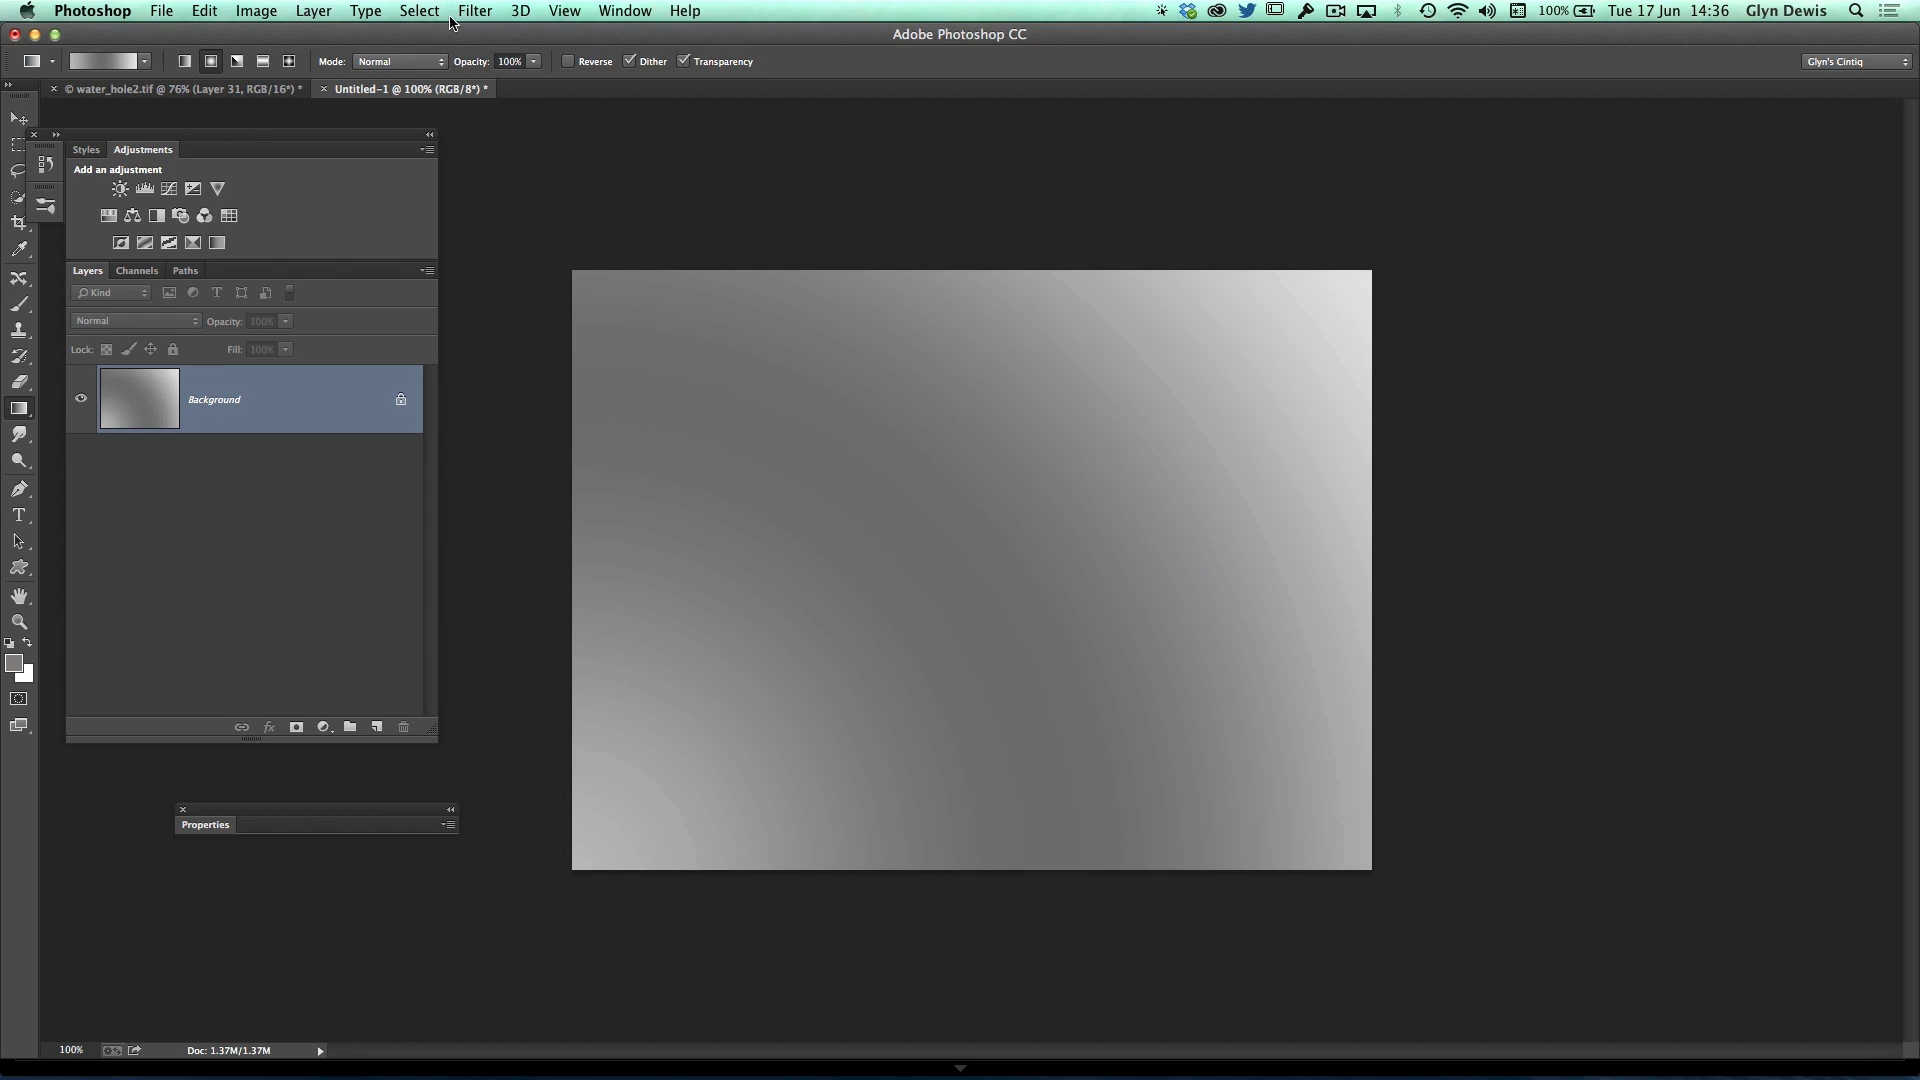 Photoshop File Edit Image Layer Type Select Filter 3D View Window Help 100% Tue 17 Jun 14:36 Glyn Dewis
Adobe Photoshop CC
Mode: Normal Opacity: 100% Reverse Dither Transparency Glyn's Cintiq
© water_hole2.tif @ 76% (Layer 31, RGB/16*) * Untitled-1 @ 100% (RGB/8*) *
Styles Adjustments
Add an adjustment
Layers Channels Paths
Kind
Normal Opacity: 100%
Lock: Fill: 100%
Background
Properties
100% Doc: 1.37M/1.37M